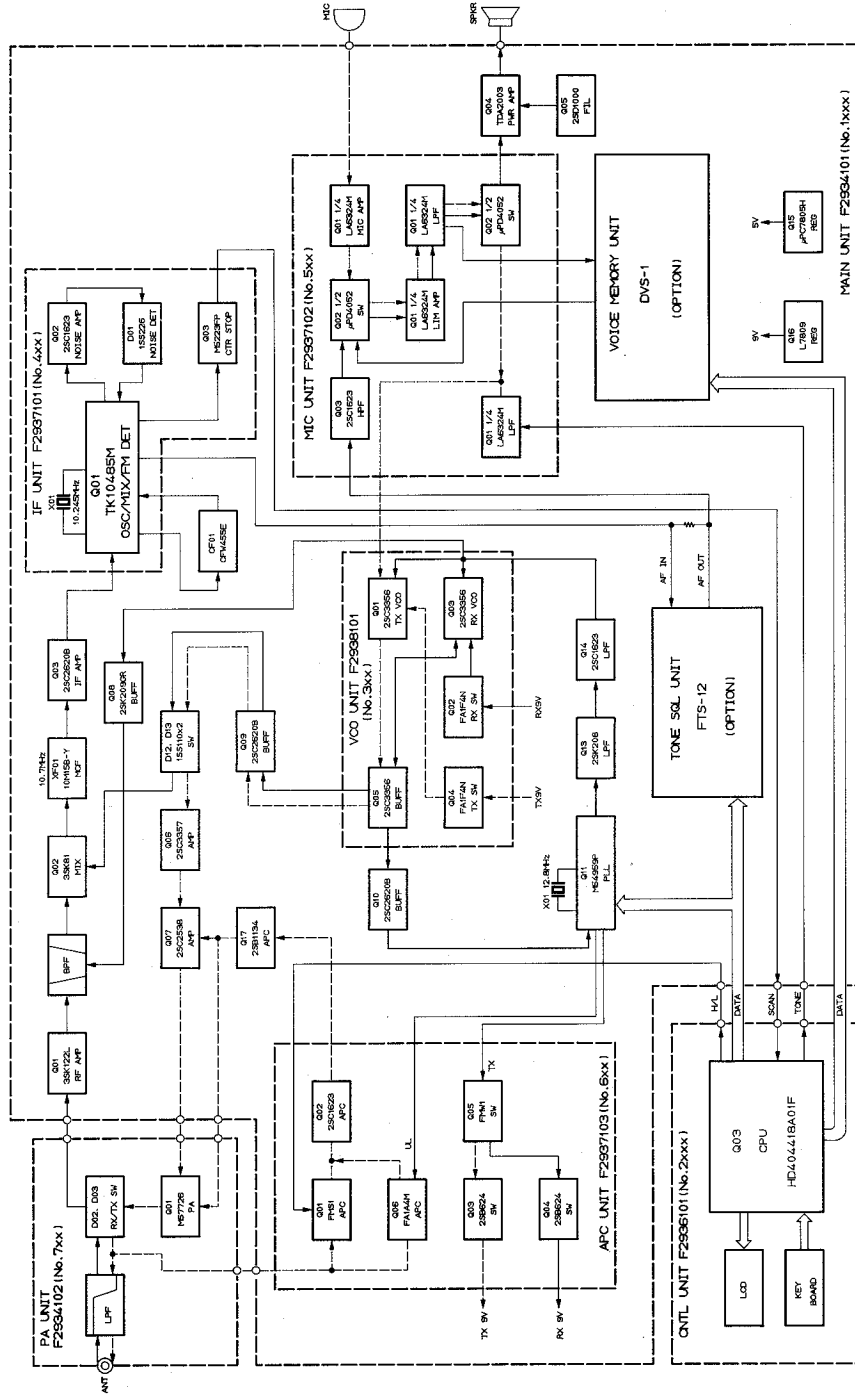 PA UNIT
F2934102(No.7xx)
ANT
LPF
D02. D03
RX/TX SW
Q01
M57726
PA
Q01
3SK122L
RF AMP
BPF
Q02
3SK81
MIX
10.7MHz
XF01
10M15B-Y
MCF
Q03
2SC2620B
IF AMP
Q08
2SK209GR
BUFF
IF UNIT F2937101(No.4xx)
X01
10.245MHz
Q01
TK10485M
OSC/MIX/FM DET
Q02
2SC1623
NOISE AMP
D01
1SS226
NOISE DET
Q03
M5223FP
CTR STOP
CF01
CFW455E
Q07
2SC2538
AMP
Q06
2SC3357
AMP
D12. D13
1SS110x2
SW
Q09
2SC2620B
BUFF
Q17
2SB1134
APC
VCO UNIT F2938101
(No.3xx)
Q05
2SC3356
BUFF
Q01
2SC3356
TX VCO
Q03
2SC3356
RX VCO
Q04
FA1F4N
TX SW
Q02
FA1F4N
RX SW
TX9V
RX9V
Q10
2SC2620B
BUFF
X01 12.8MHz
Q11
M54959P
PLL
Q13
2SK208
LPF
Q14
2SC1623
LPF
MIC
SPKR
MIC UNIT F2937102(No.5xx)
Q03
2SC1623
HPF
Q02 1/2
μPD4052
SW
Q01 1/4
LA6324M
MIC AMP
Q01 1/4
LA6324M
LIM AMP
Q01 1/4
LA6324M
LPF
Q02 1/2
μPD4052
SW
Q01 1/4
LA6324M
LPF
Q04
TDA2003
PWR AMP
Q05
2SD1000
FIL
VOICE MEMORY UNIT
DVS-1
(OPTION)
9V
Q16
L7809
REG
5V
Q15
μPC7805H
REG
MAIN UNIT F2934101(No.1xxx)
AF IN
AF OUT
TONE SQL UNIT
FTS-12
(OPTION)
APC UNIT F2937103(No.6xx)
Q01
FMS1
APC
Q02
2SC1623
APC
Q06
FA1A4M
APC
UL
TX
Q05
FMW1
SW
Q03
2SB624
SW
Q04
2SB624
SW
TX 9V
RX 9V
H/L
DATA
SCAN
TONE
DATA
CNTL UNIT F2936101(No.2xxx)
Q03
CPU
HD404418A01F
LCD
KEY
BOARD